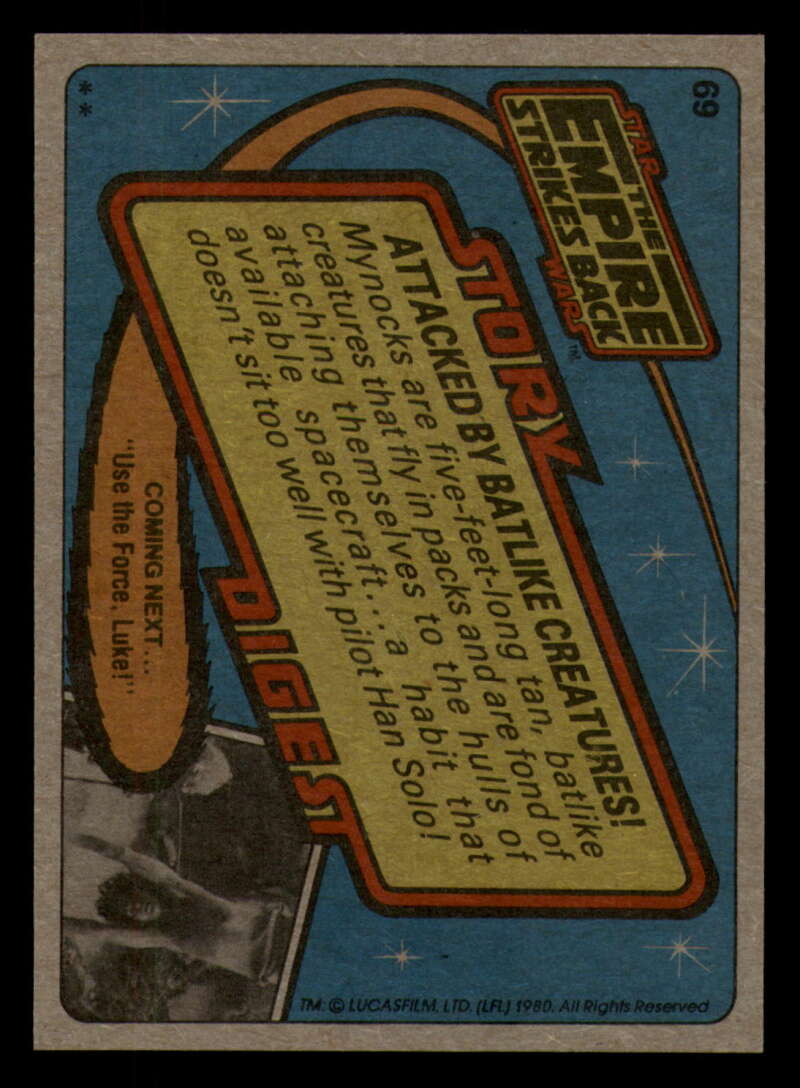 69
STAR
THE
EMPIRE
STRIKES BACK
WARS™
STORY
ATTACKED BY BATLIKE CREATURES!
Mynocks are five-feet-long tan, batlike
creatures that fly in packs and are fond of
attaching themselves to the hulls of
available spacecraft... a habit that
doesn't sit too well with pilot Han Solo!
DIGEST
COMING NEXT...
"Use the Force, Luke!"
**
TM: © LUCASFILM, LTD. (LFL) 1980. All Rights Reserved